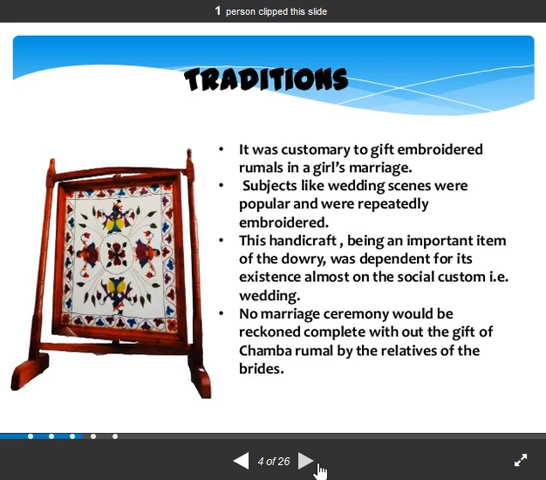 1 person clipped this slide
TRADITIONS
• It was customary to gift embroidered
rumals in a girl's marriage.
• Subjects like wedding scenes were
popular and were repeatedly
embroidered.
• This handicraft , being an important item
of the dowry, was dependent for its
existence almost on the social custom i.e.
wedding.
• No marriage ceremony would be
reckoned complete with out the gift of
Chamba rumal by the relatives of the
brides.
4 of 26